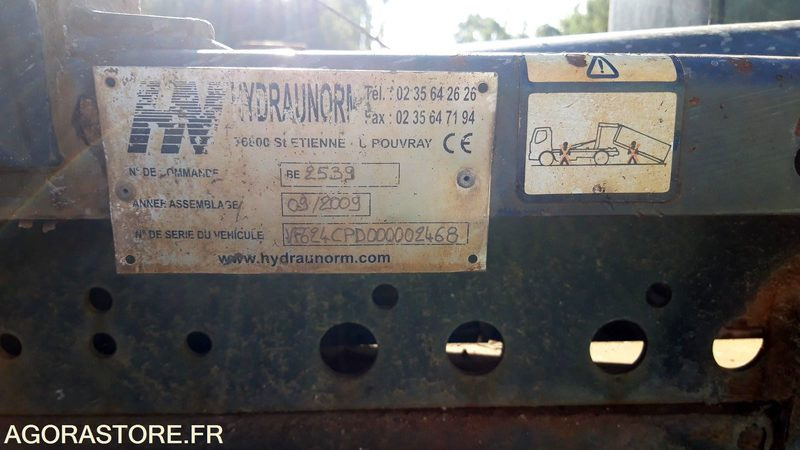 HN HYDRAUNORM
Tél. : 02 35 64 26 26
Fax : 02 35 64 71 94
76800 St ETIENNE
ROUVRAY CE
N° DE COMMANDE BE 2539
ANNEE ASSEMBLAGE 09/2009
N° DE SERIE DU VEHICULE VF624CPD000002468
www.hydraunorm.com
AGORASTORE.FR